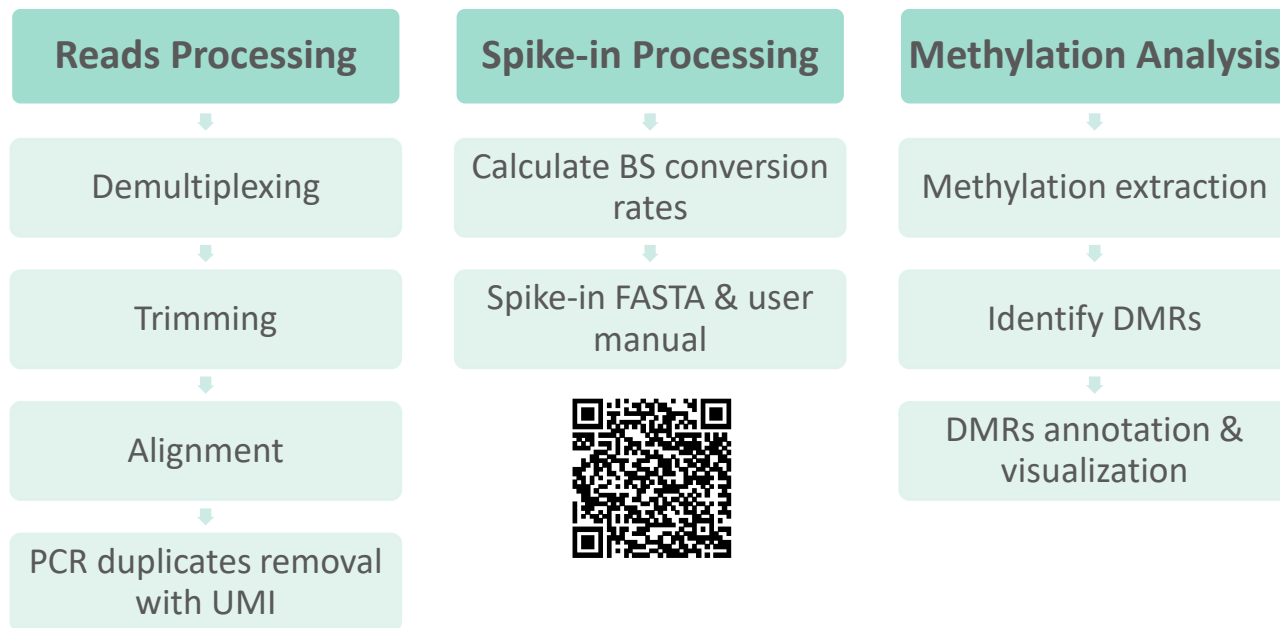 Reads Processing
Demultiplexing
Trimming
Alignment
PCR duplicates removal
with UMI
Spike-in Processing
Calculate BS conversion
rates
Spike-in FASTA & user
manual
Methylation Analysis
Methylation extraction
Identify DMRs
DMRs annotation &
visualization